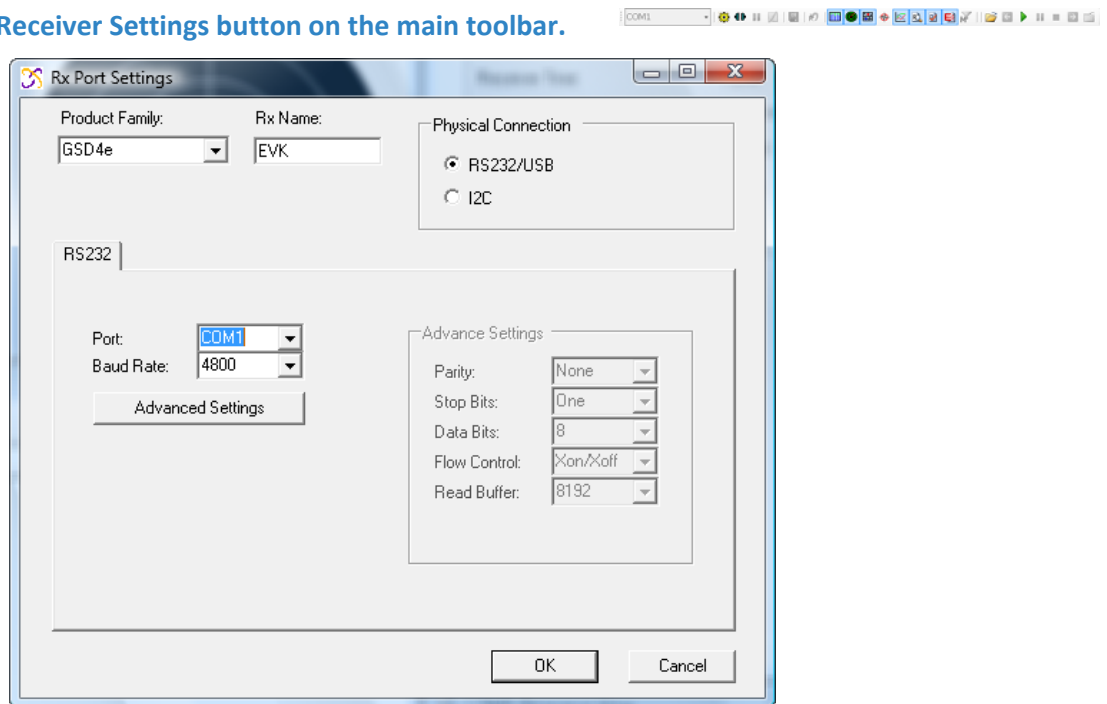 Receiver Settings button on the main toolbar.
COM1
Rx Port Settings
Product Family:
Rx Name:
GSD4e
EVK
Physical Connection
RS232/USB
I2C
RS232
Port:
COM1
Baud Rate:
4800
Advanced Settings
Advance Settings
Parity:
None
Stop Bits:
One
Data Bits:
8
Flow Control:
Xon/Xoff
Read Buffer:
8192
OK
Cancel